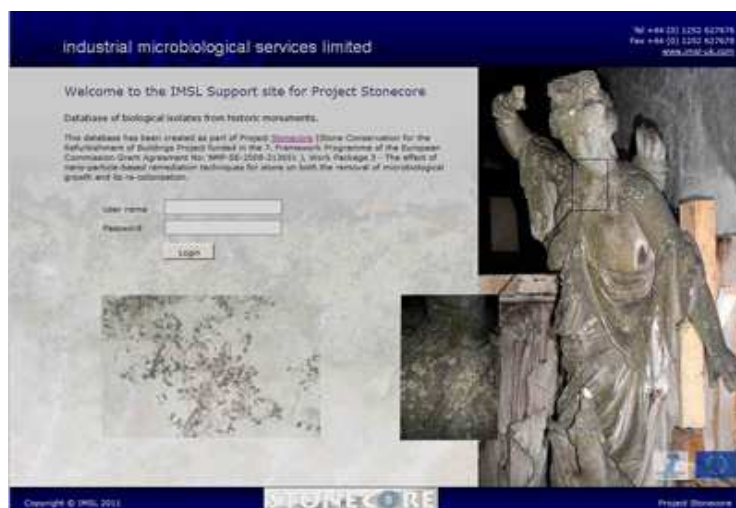 industrial microbiological services limited
Tel +44 (0) 1252 627676
Fax +44 (0) 1252 627678
www.imsl-uk.com
Welcome to the IMSL Support site for Project Stonecore
Database of biological isolates from historic monuments.
This database has been created as part of Project Stonecore (Stone Conservation for the
Refurbishment of Buildings Project funded in the 7. Framework Programme of the European
Commission Grant Agreement No:
), Work Package 3 - The effect of
nano-particle-based remediation techniques for stone on both the removal of microbiological
growth and its re-colonisation.
User name
Password
Login
Copyright © IMSL 2011
STONECORE
Project Stonecore